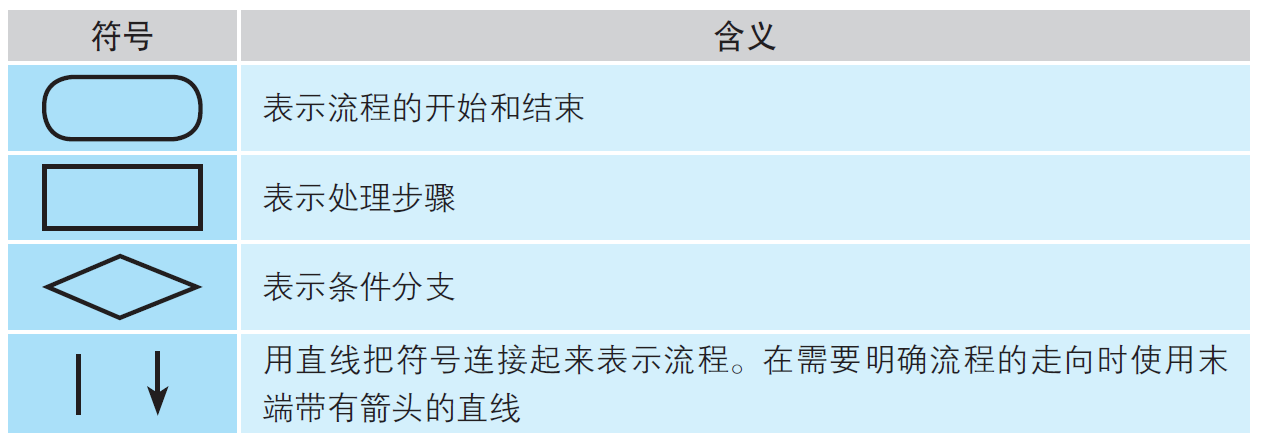 符号 含义
表示流程的开始和结束
表示处理步骤
表示条件分支
用直线把符号连接起来表示流程。在需要明确流程的走向时使用末
端带有箭头的直线